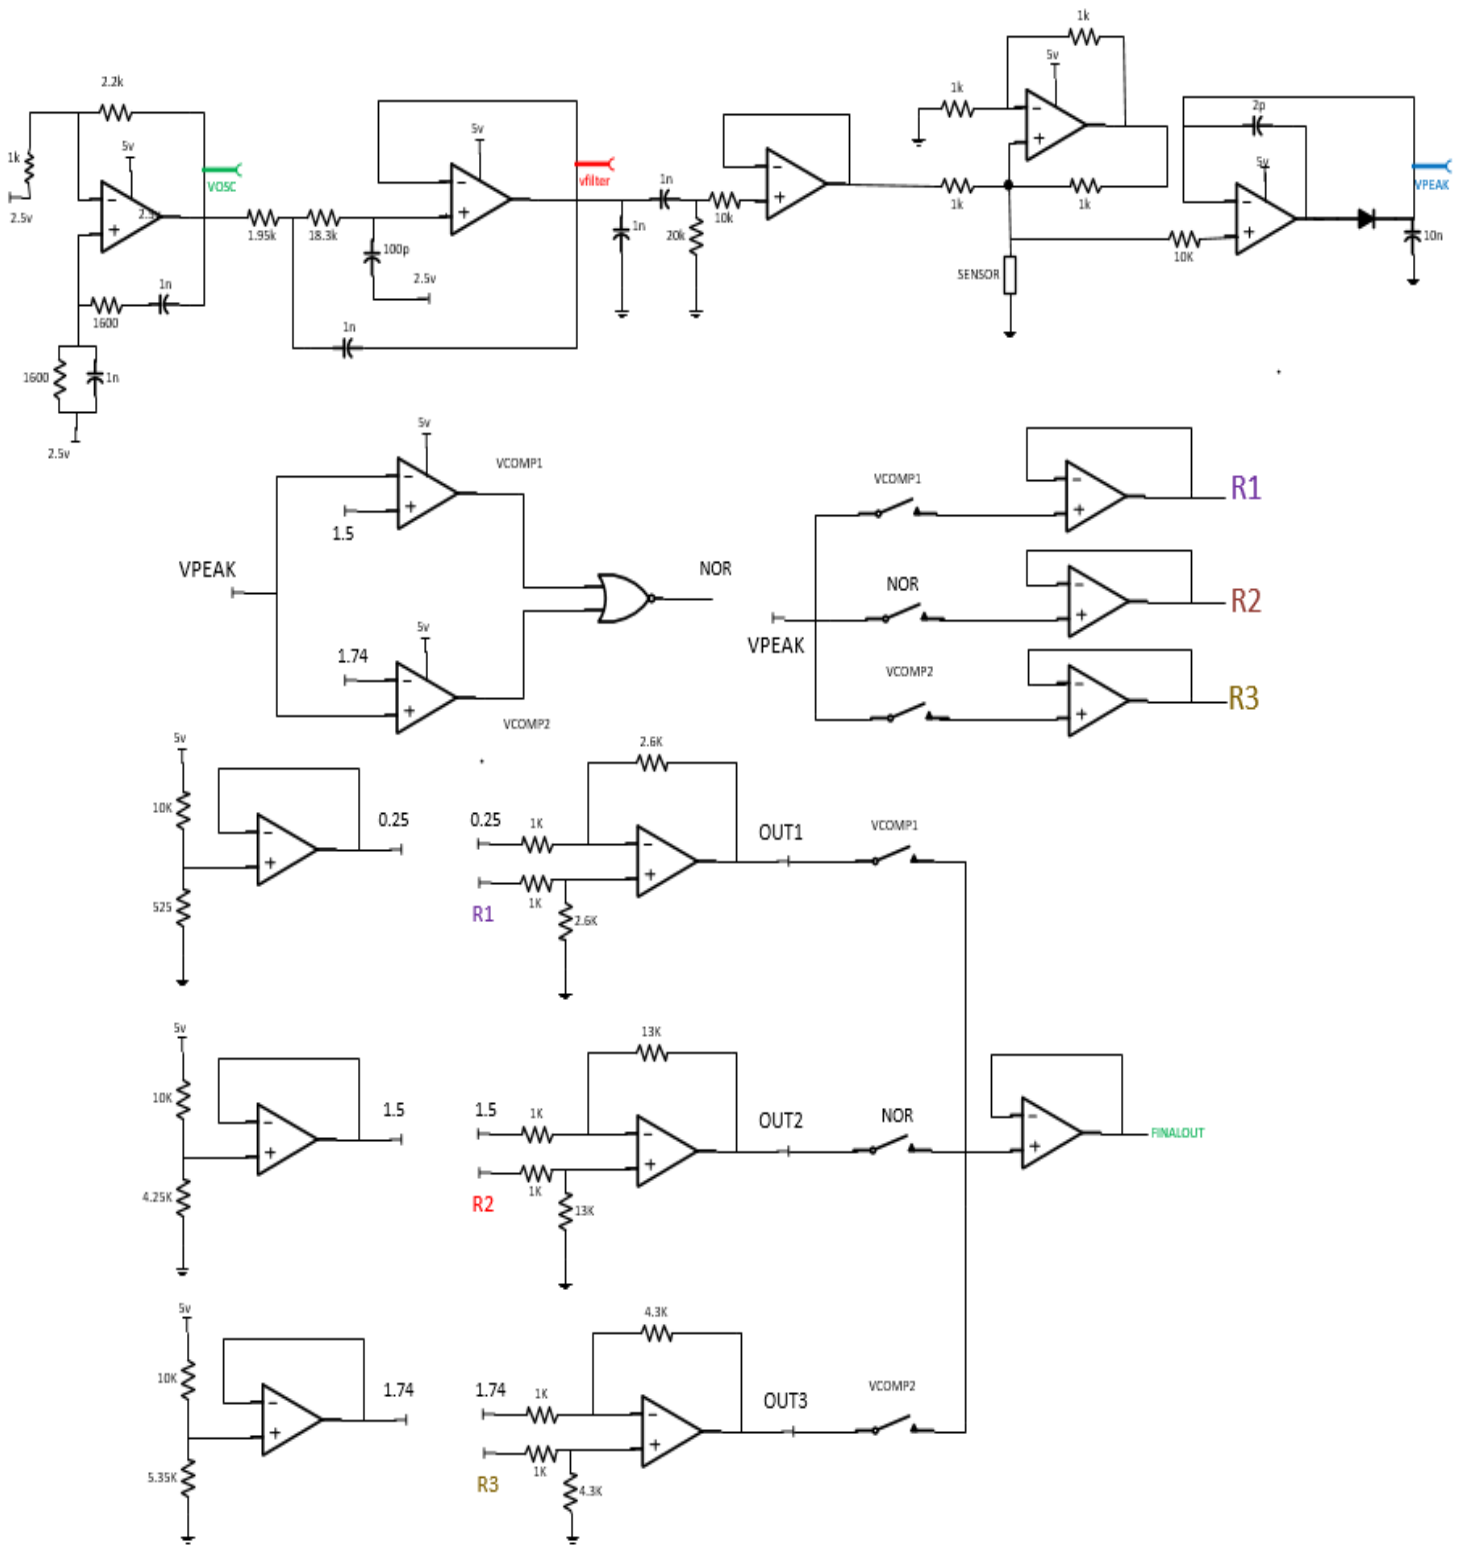 2.2k
1k
5v
2.5v
VOSC
2.5v
1600
1n
1600
1n
2.5v
1.95k
18.3k
100p
2.5v
1n
5v
vfilter
1n
1n
20k
10k
1k
5v
1k
1k
1k
SENSOR
10K
2p
5v
VPEAK
10n
5v
VCOMP1
1.5
VPEAK
NOR
5v
1.74
VCOMP2
VCOMP1
R1
NOR
R2
VPEAK
VCOMP2
R3
5v
10K
0.25
525
2.6K
0.25
1K
OUT1
VCOMP1
R1
1K
2.6K
5v
10K
1.5
4.25K
13K
1.5
1K
OUT2
NOR
R2
1K
13K
FINALOUT
5v
10K
1.74
5.35K
4.3K
1.74
1K
OUT3
VCOMP2
R3
1K
4.3K